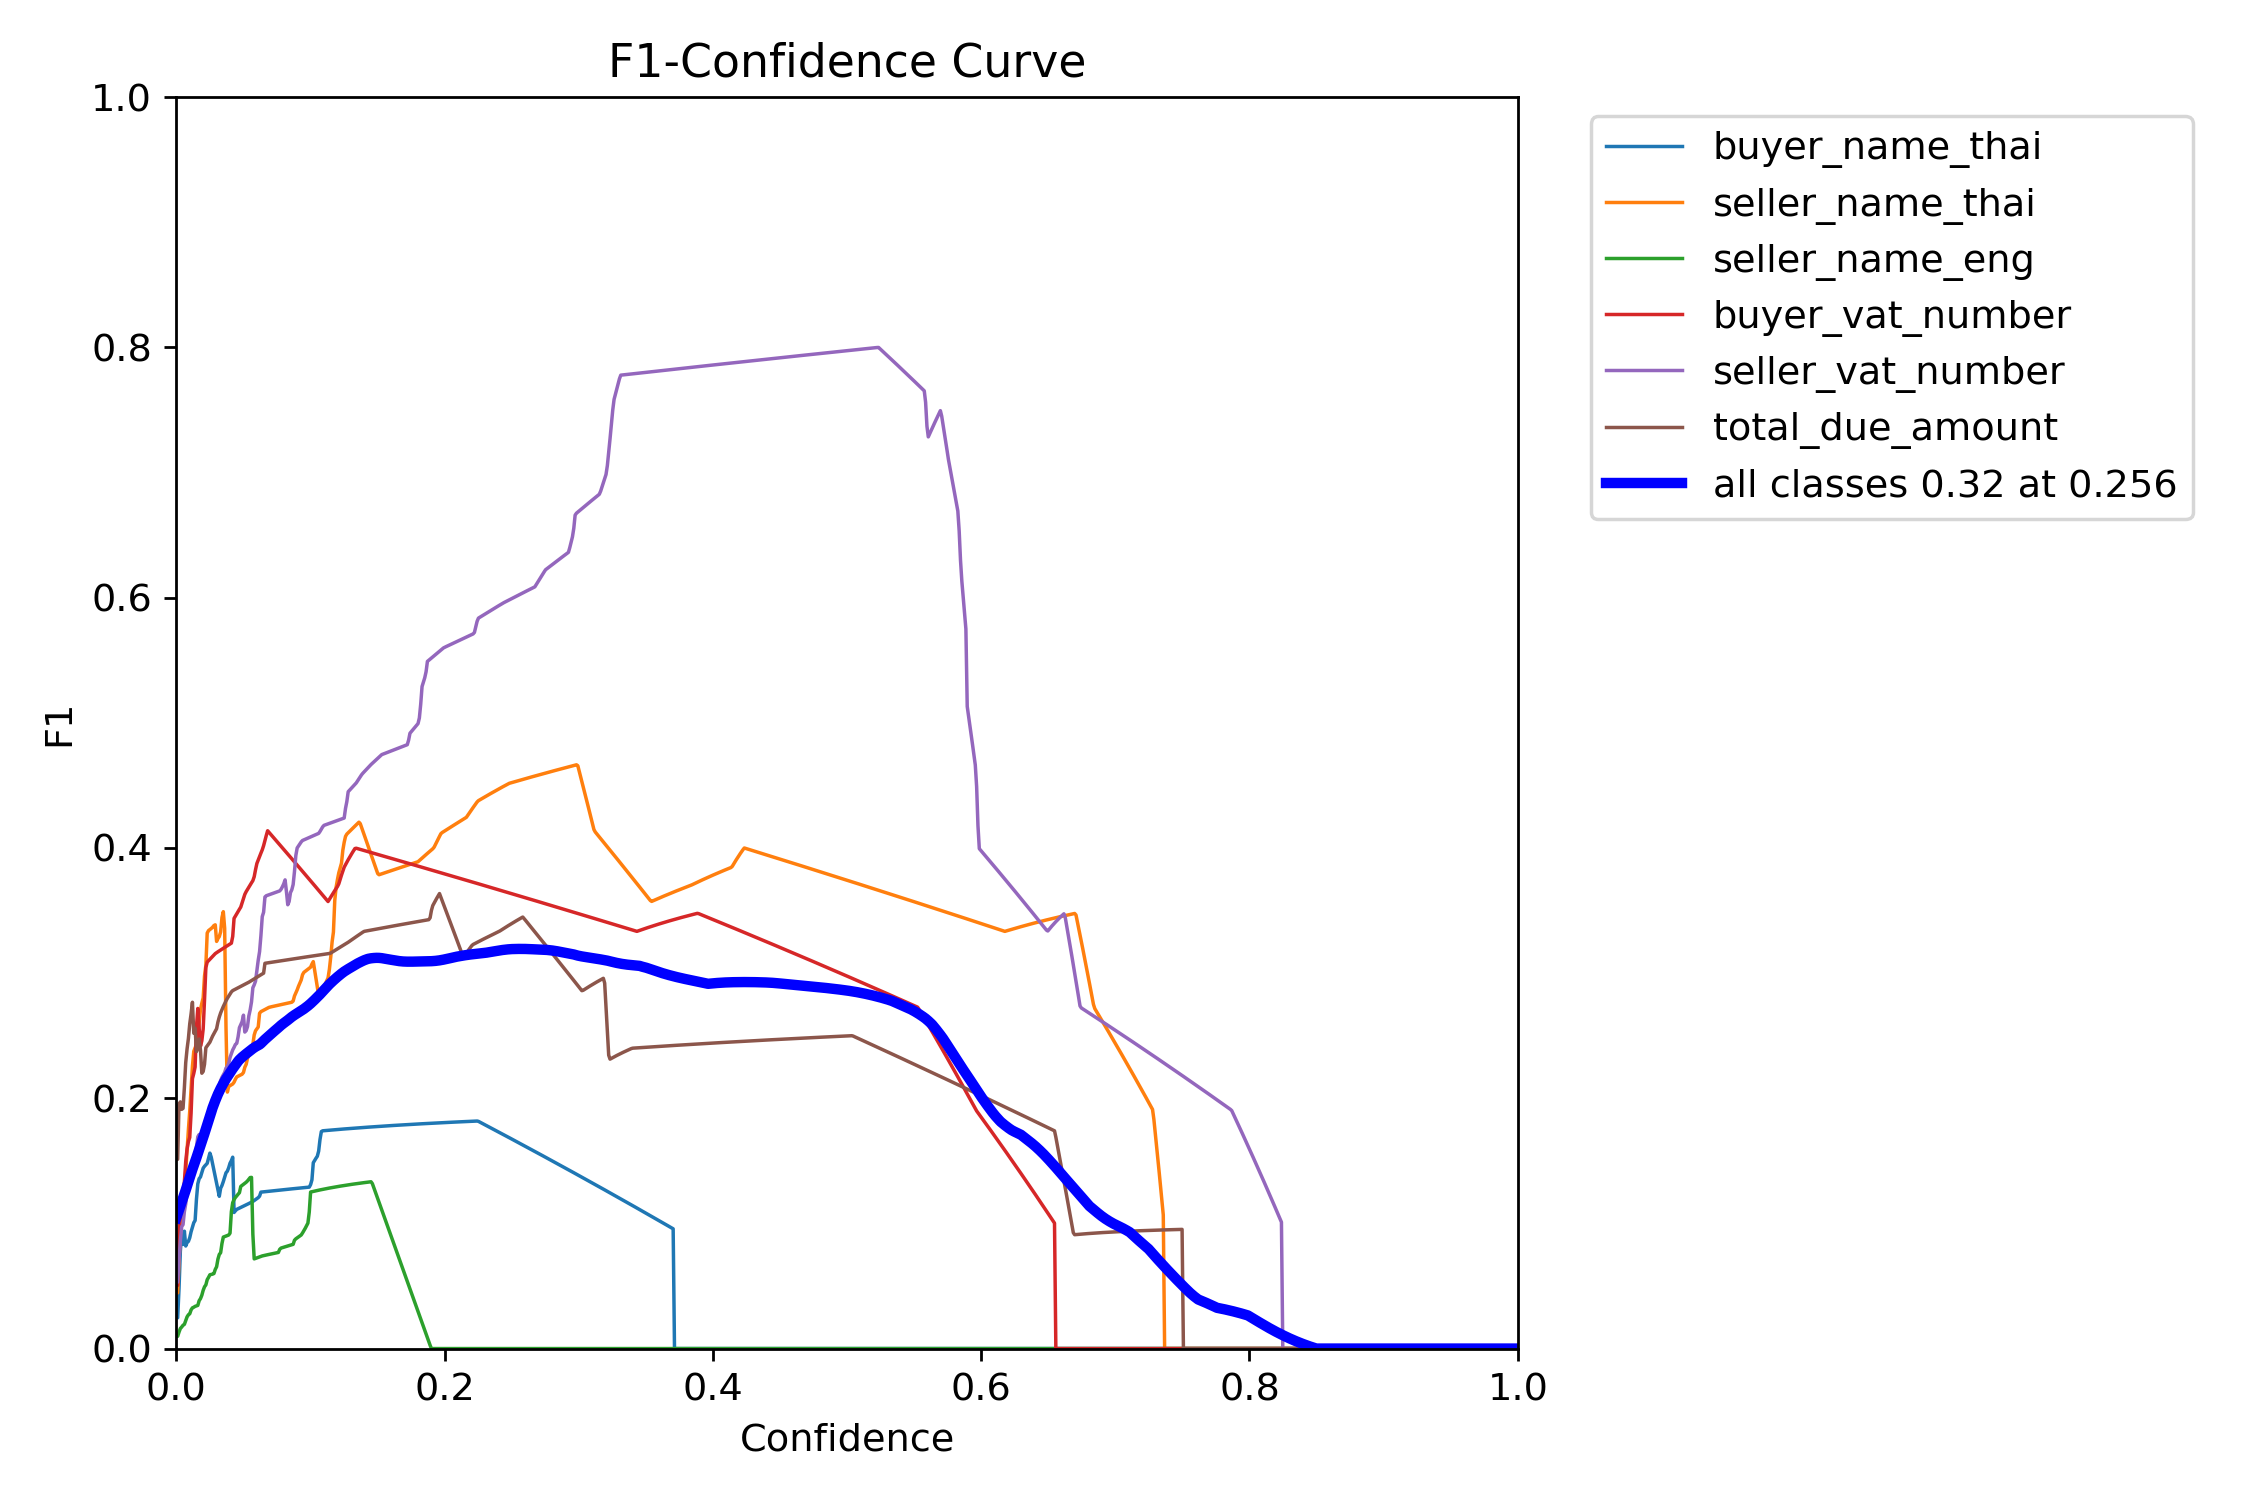 F1-Confidence Curve
1.0
0.8
0.6
0.4
0.2
0.0
F1
0.0 0.2 0.4 0.6 0.8 1.0
Confidence
buyer_name_thai
seller_name_thai
seller_name_eng
buyer_vat_number
seller_vat_number
total_due_amount
all classes 0.32 at 0.256